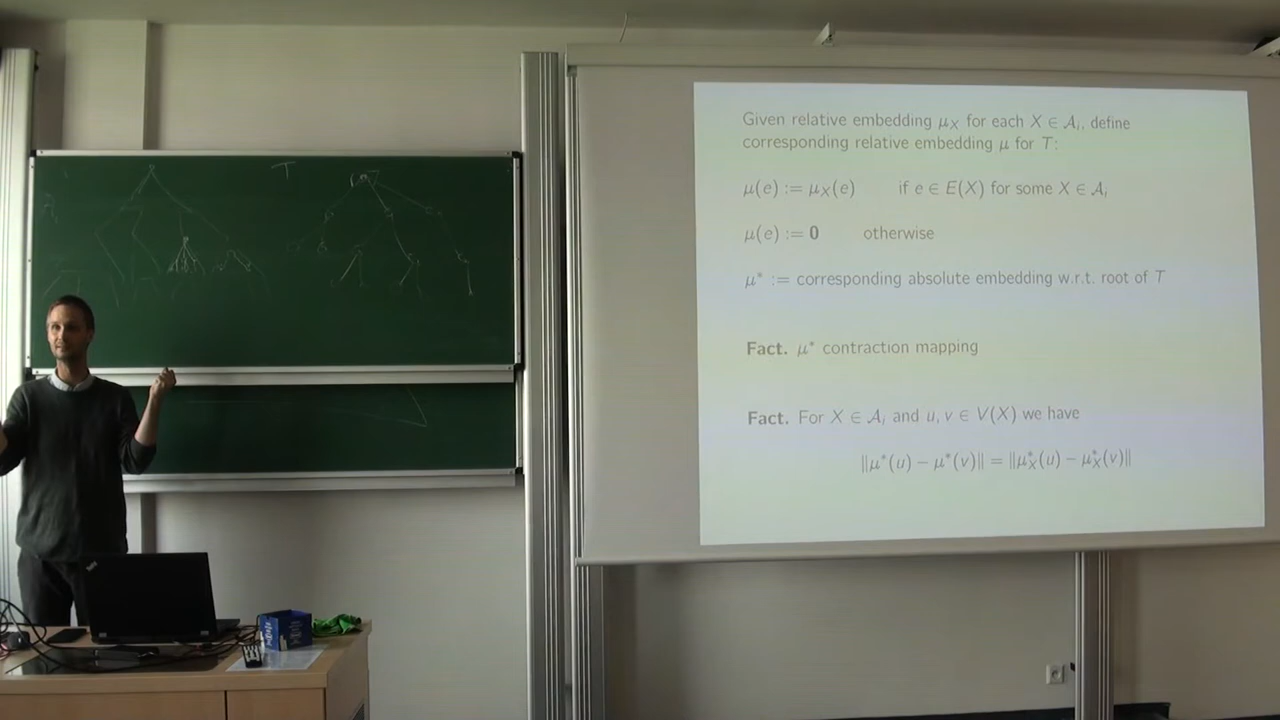 T
Given relative embedding μ_X for each X ∈ 𝒜_i, define
corresponding relative embedding μ for T:
μ(e) := μ_X(e) if e ∈ E(X) for some X ∈ 𝒜_i
μ(e) := 0 otherwise
μ* := corresponding absolute embedding w.r.t. root of T
Fact. μ* contraction mapping
Fact. For X ∈ 𝒜_i and u, v ∈ V(X) we have
‖μ*(u) − μ*(v)‖ = ‖μ*_X(u) − μ*_X(v)‖